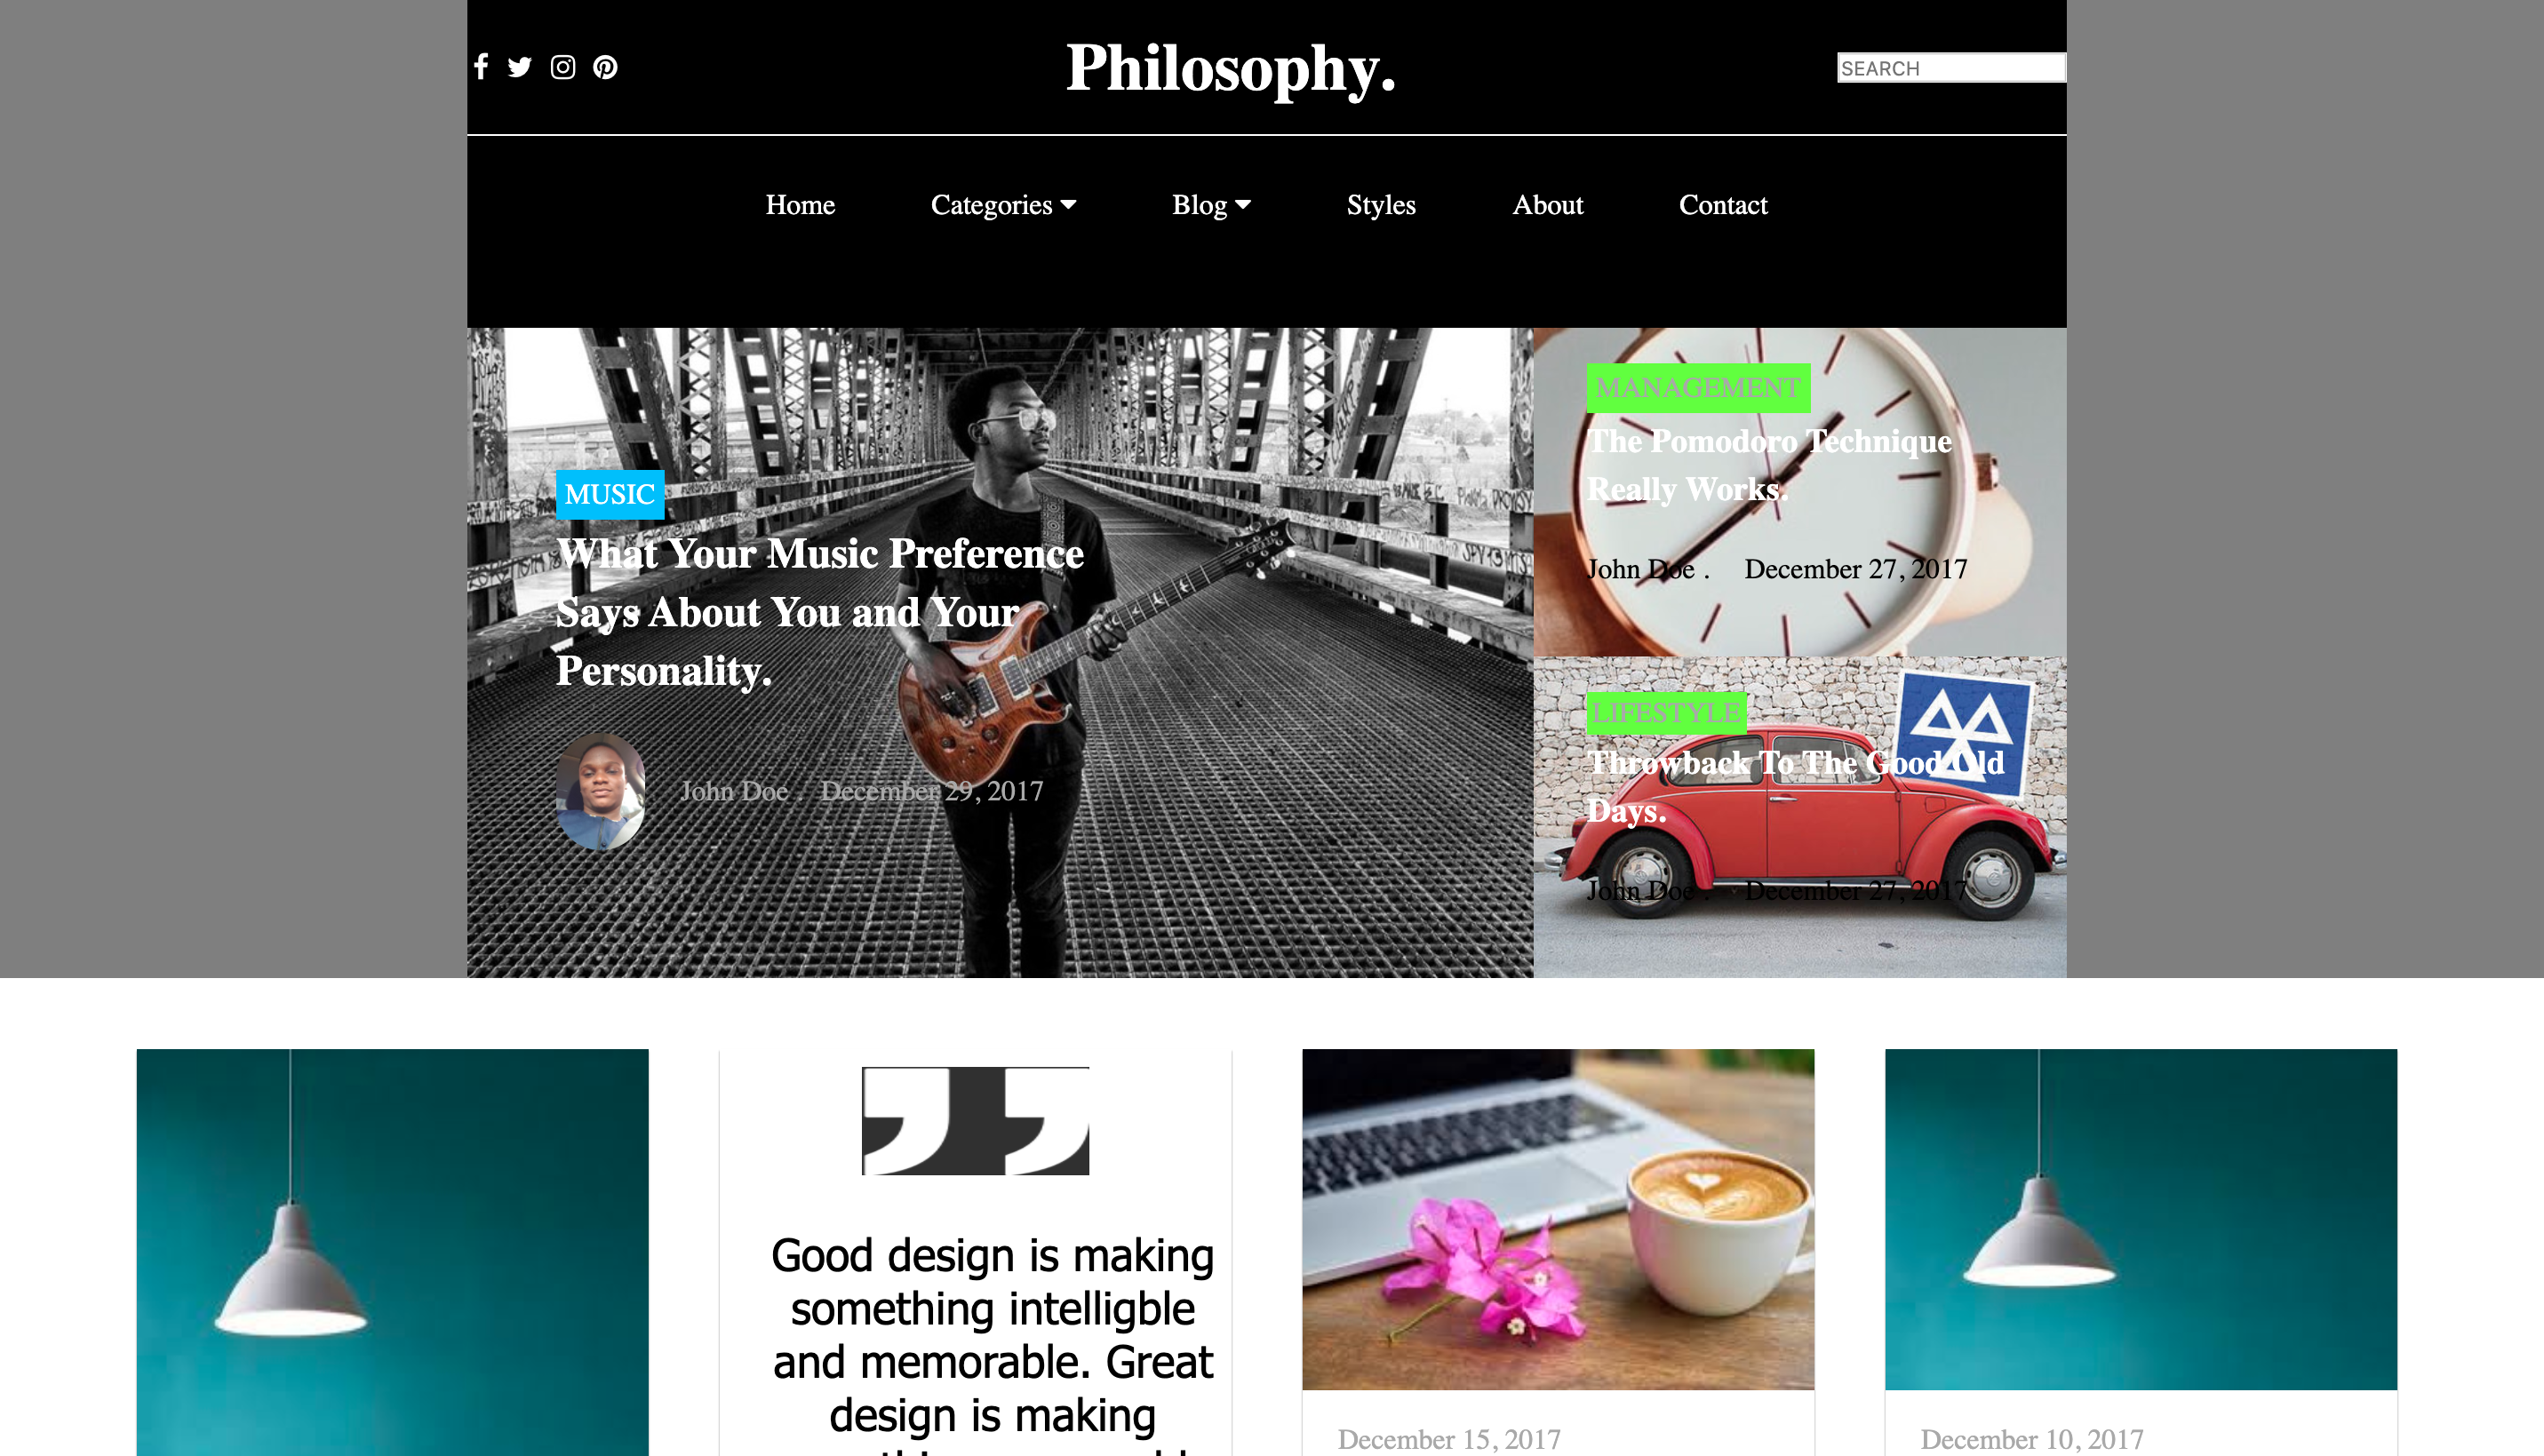 Philosophy.
SEARCH
Home Categories Blog Styles About Contact
MUSIC
What Your Music Preference
Says About You and Your
Personality.
John Doe . December 29, 2017
MANAGEMENT
The Pomodoro Technique
Really Works.
John Doe . December 27, 2017
LIFESTYLE
Throwback To The Good Old
Days.
John Doe . December 27, 2017
Good design is making
something intelligble
and memorable. Great
design is making
December 15, 2017
December 10, 2017